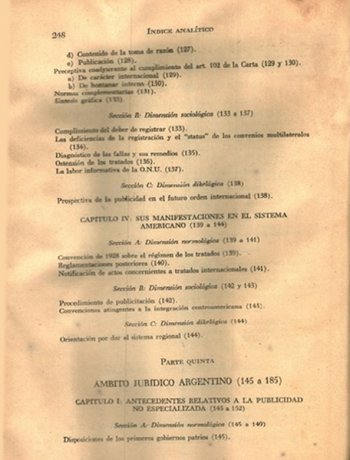 248
ÍNDICE ANALÍTICO
d) Contenido de la toma de razón (127).
e) Publicación (128).
Preceptiva coadyuvante al cumplimiento del art. 102 de la Carta (129 y 130).
a) De carácter internacional (129).
b) De hontanar interno (130).
Normas complementarias (131).
Síntesis gráfica (132).
Sección B: Dimensión sociológica (133 a 137)
Cumplimiento del deber de registrar (133).
Las deficiencias de la registración y el "status" de los convenios multilaterales
(134).
Diagnóstico de las fallas y sus remedios (135).
Ostensión de los tratados (136).
La labor informativa de la O.N.U. (137).
Sección C: Dimensión dikelógica (138)
Prospectiva de la publicidad en el futuro orden internacional (138).
CAPITULO IV: SUS MANIFESTACIONES EN EL SISTEMA
AMERICANO (139 a 144)
Sección A: Dimensión normológica (139 a 141)
Convención de 1928 sobre el régimen de los tratados (139).
Reglamentaciones posteriores (140).
Notificación de actos concernientes a tratados internacionales (141).
Sección B: Dimensión sociológica (142 y 143)
Procedimiento de publicitación (142).
Convenciones atingentes a la integración centroamericana (143).
Sección C: Dimensión dikelógica (144)
Orientación por dar al sistema regional (144).
PARTE QUINTA
AMBITO JURIDICO ARGENTINO (145 a 185)
CAPITULO I: ANTECEDENTES RELATIVOS A LA PUBLICIDAD
NO ESPECIALIZADA (145 a 152)
Sección A: Dimensión normológica (145 a 149)
Disposiciones de los primeros gobiernos patrios (145).